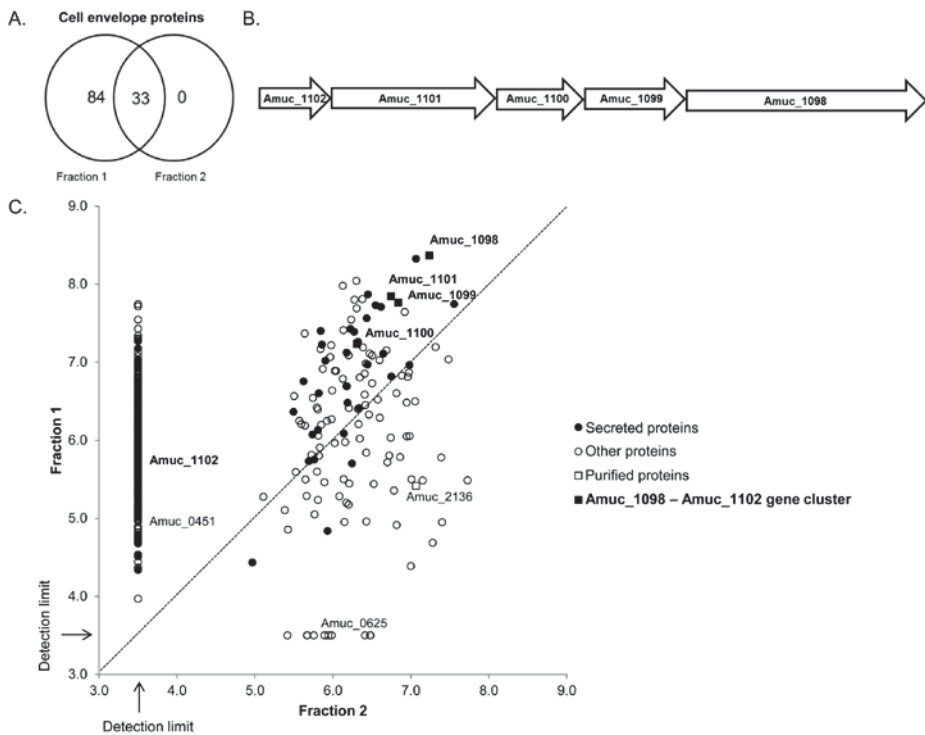 A.
Cell envelope proteins
84
33
0
Fraction 1
Fraction 2
B.
Amuc_1102
Amuc_1101
Amuc_1100
Amuc_1099
Amuc_1098
C.
9.0
8.0
7.0
6.0
5.0
4.0
3.0
Fraction 1
Detection limit
Amuc_1098
Amuc_1101
Amuc_1099
Amuc_1100
Amuc_1102
Amuc_0451
Amuc_2136
Amuc_0625
Secreted proteins
Other proteins
Purified proteins
Amuc_1098 – Amuc_1102 gene cluster
3.0 4.0 5.0 6.0 7.0 8.0 9.0
Fraction 2
Detection limit